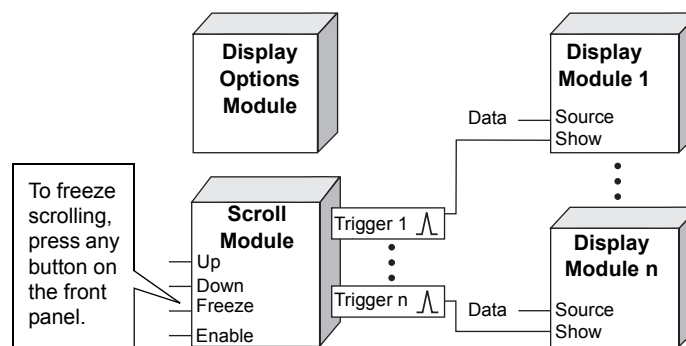 Display
Options
Module
Display
Module 1
Data
Source
Show
To freeze
scrolling,
press any
button on
the front
panel.
Scroll
Module
Up
Down
Freeze
Enable
Trigger 1
Trigger n
Display
Module n
Data
Source
Show